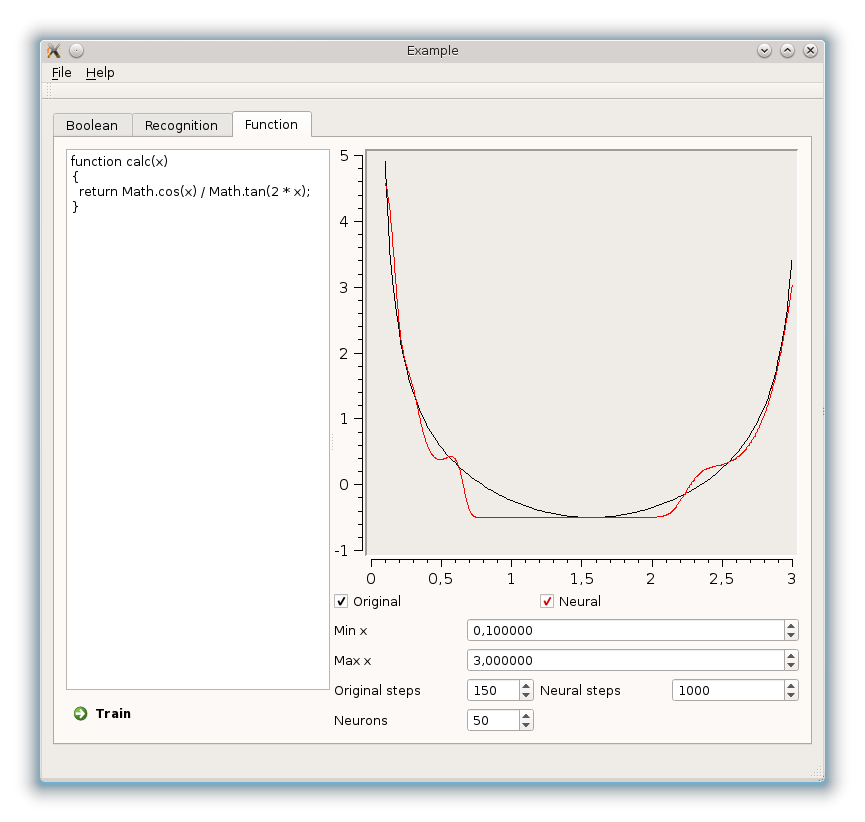 Example
File Help
Boolean Recognition Function
function calc(x)
{
return Math.cos(x) / Math.tan(2 * x);
}
5
4
3
2
1
0
-1
0 0,5 1 1,5 2 2,5 3
Original Neural
Min x 0,100000
Max x 3,000000
Original steps 150 Neural steps 1000
Neurons 50
Train